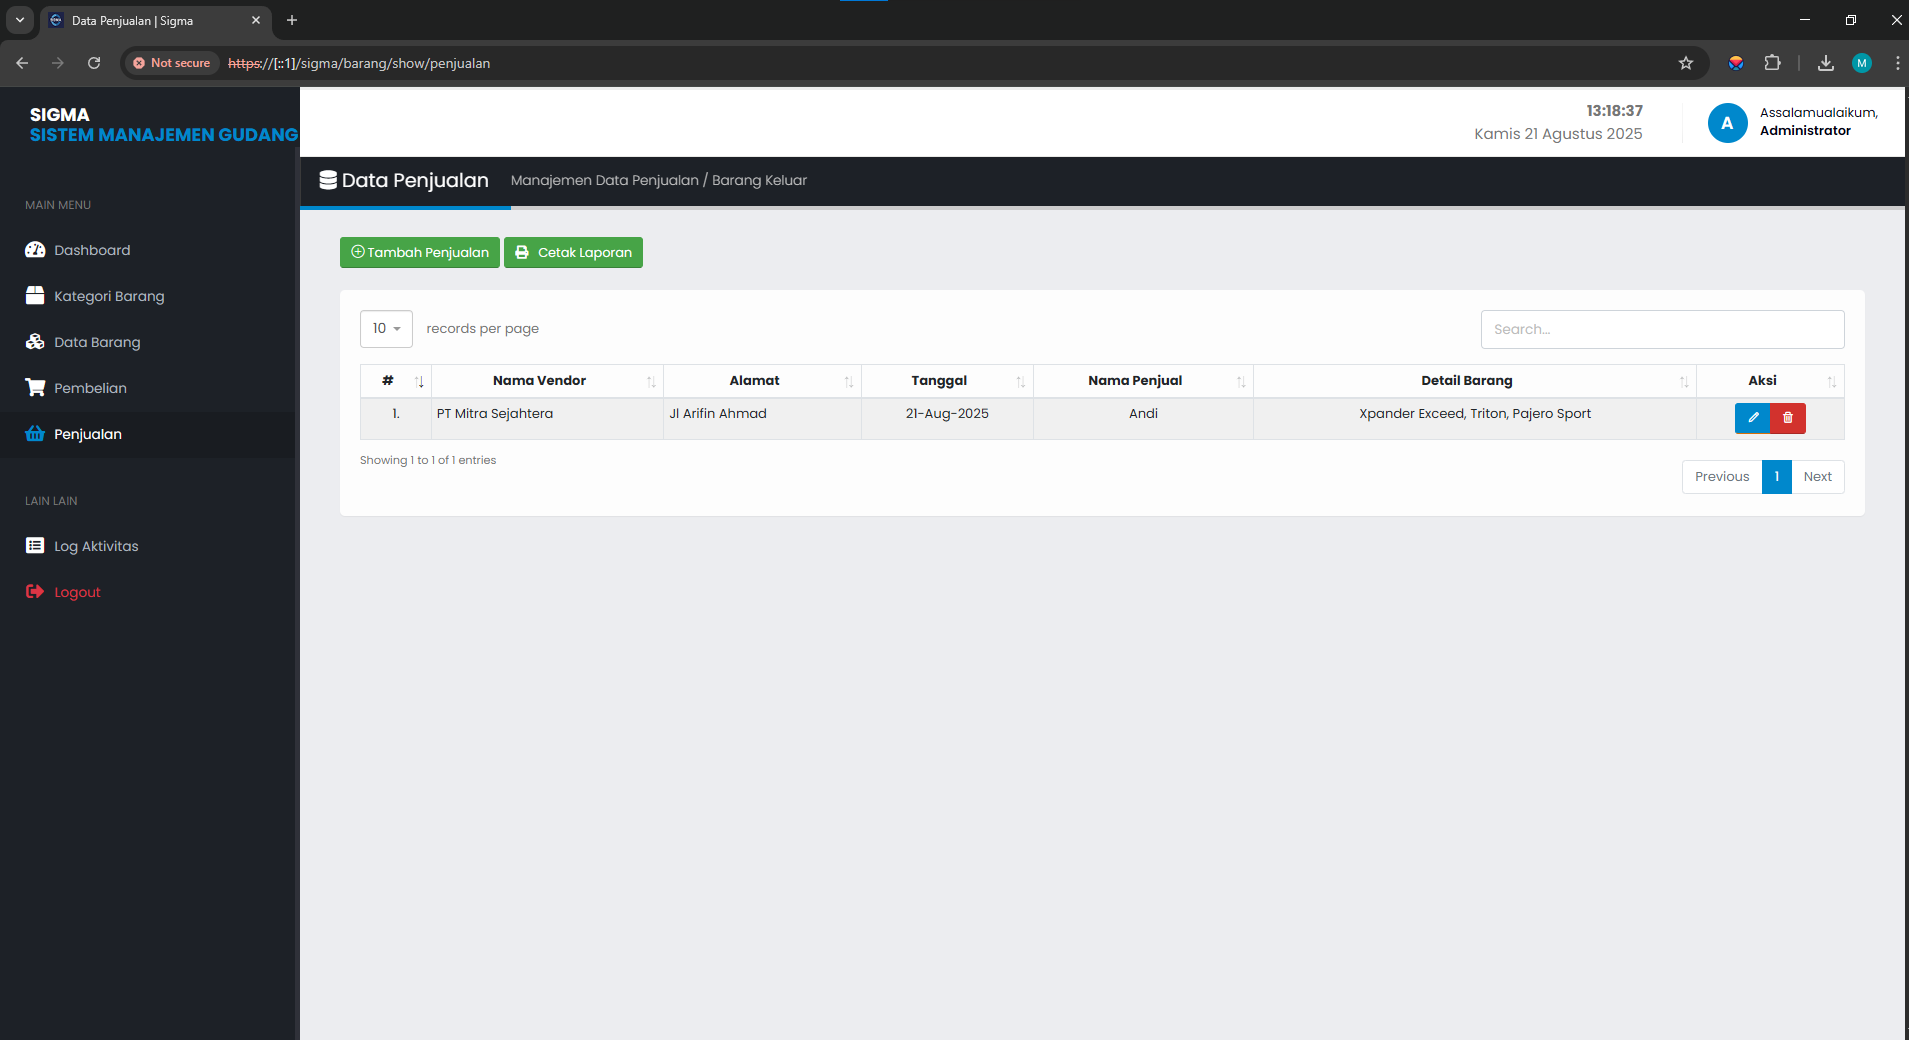 Data Penjualan | Sigma
Not secure
https://[::1]/sigma/barang/show/penjualan
M
SIGMA
SISTEM MANAJEMEN GUDANG
13:18:37
Kamis 21 Agustus 2025
A
Assalamualaikum,
Administrator
Data Penjualan
Manajemen Data Penjualan / Barang Keluar
MAIN MENU
Dashboard
Kategori Barang
Data Barang
Pembelian
Penjualan
LAIN LAIN
Log Aktivitas
Logout
Tambah Penjualan
Cetak Laporan
10 records per page
Search...
# Nama Vendor Alamat Tanggal Nama Penjual Detail Barang Aksi
1. PT Mitra Sejahtera Jl Arifin Ahmad 21-Aug-2025 Andi Xpander Exceed, Triton, Pajero Sport
Showing 1 to 1 of 1 entries
Previous 1 Next